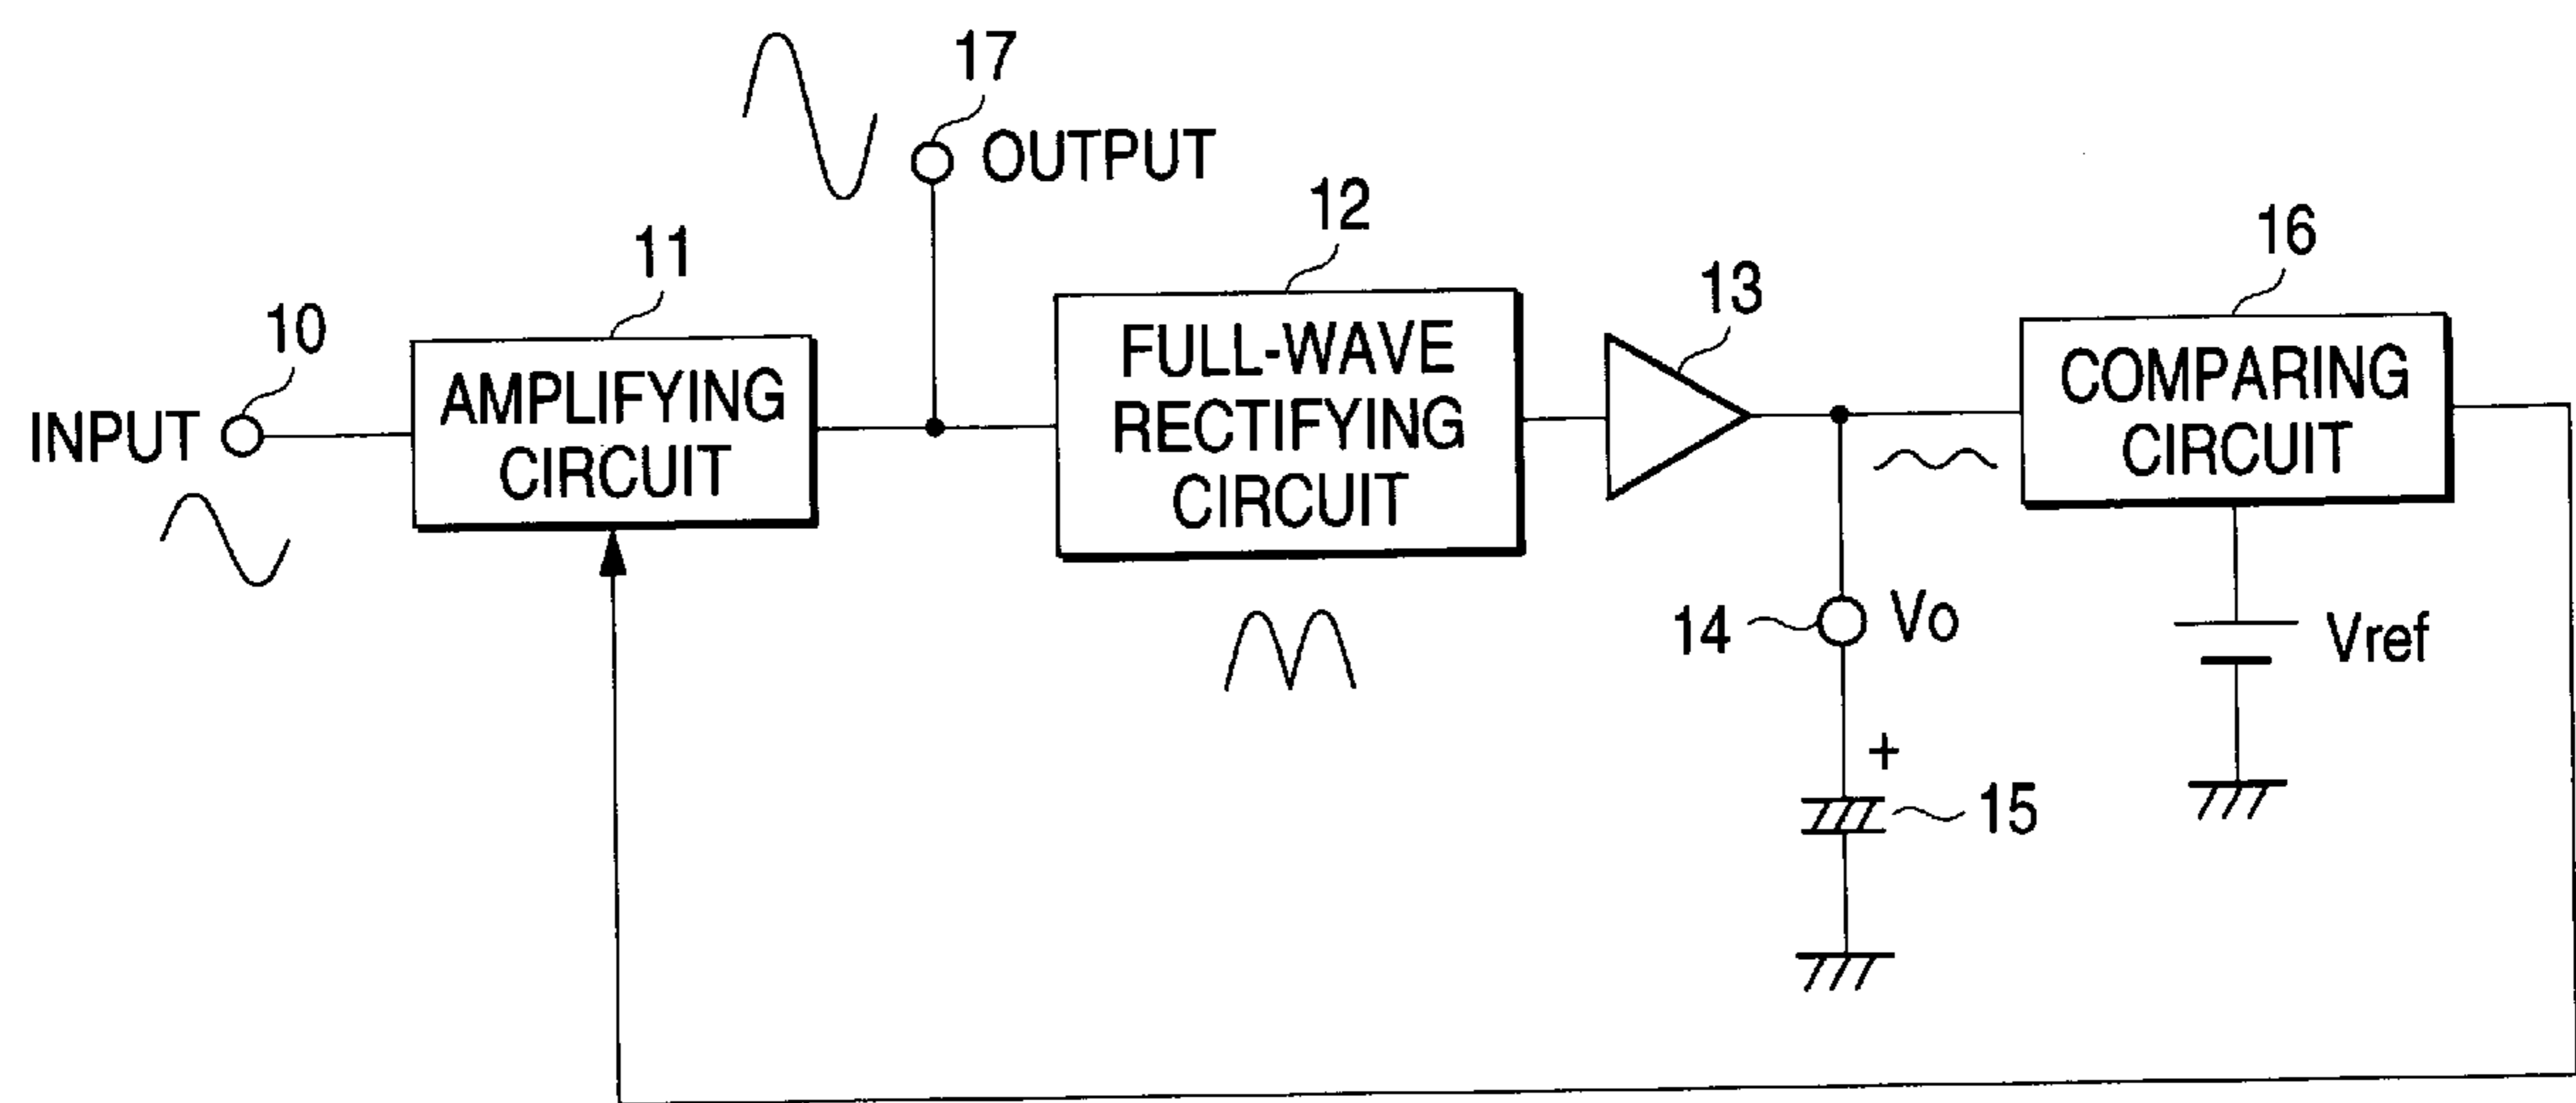 17
OUTPUT
12
16
11
13
10
INPUT
AMPLIFYING
CIRCUIT
FULL-WAVE
RECTIFYING
CIRCUIT
COMPARING
CIRCUIT
14
Vo
Vref
+
15